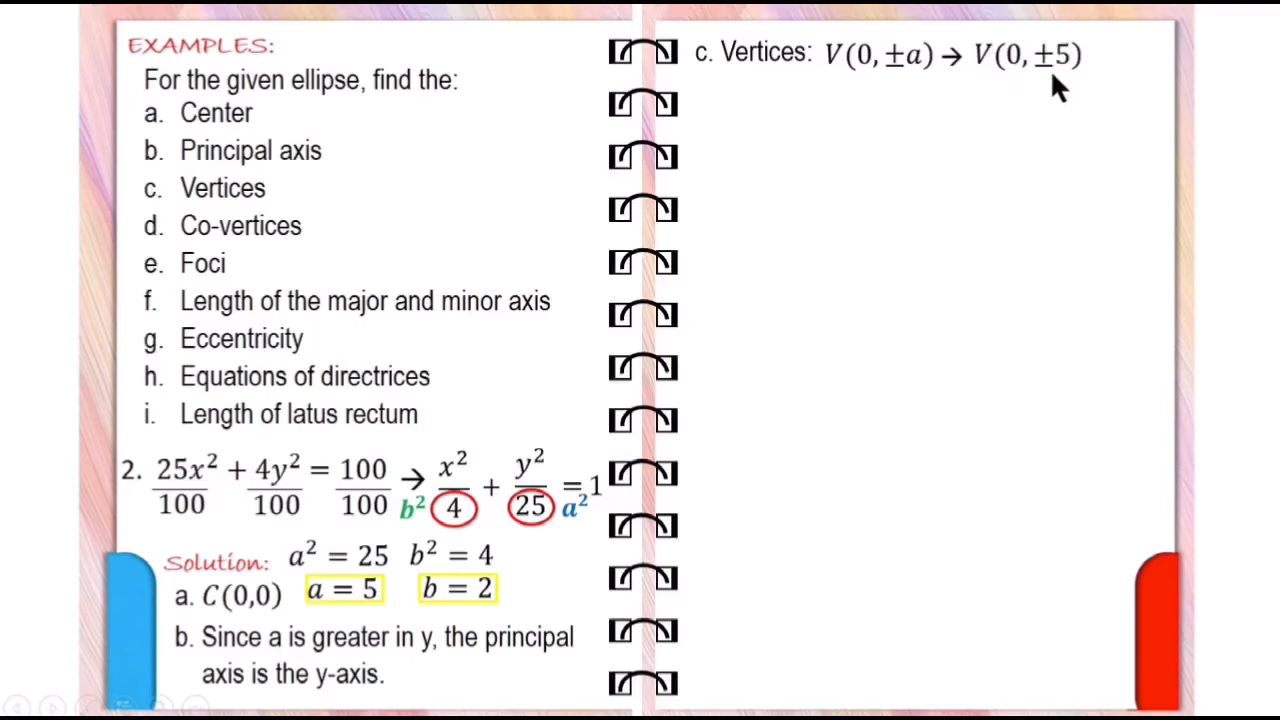 EXAMPLES:
For the given ellipse, find the:
a. Center
b. Principal axis
c. Vertices
d. Co-vertices
e. Foci
f. Length of the major and minor axis
g. Eccentricity
h. Equations of directrices
i. Length of latus rectum
2. 25x²/100 + 4y²/100 = 100/100 → x²/4 + y²/25 = 1
b² a²
Solution: a² = 25 b² = 4
a. C(0,0) a = 5 b = 2
b. Since a is greater in y, the principal
axis is the y-axis.
c. Vertices: V(0, ±a) → V(0, ±5)